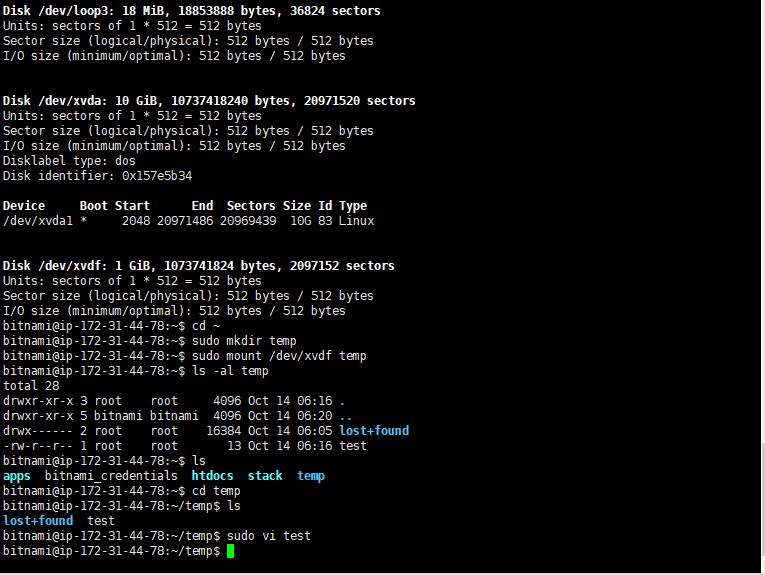 Disk /dev/loop3: 18 MiB, 18853888 bytes, 36824 sectors
Units: sectors of 1 * 512 = 512 bytes
Sector size (logical/physical): 512 bytes / 512 bytes
I/O size (minimum/optimal): 512 bytes / 512 bytes
Disk /dev/xvda: 10 GiB, 10737418240 bytes, 20971520 sectors
Units: sectors of 1 * 512 = 512 bytes
Sector size (logical/physical): 512 bytes / 512 bytes
I/O size (minimum/optimal): 512 bytes / 512 bytes
Disklabel type: dos
Disk identifier: 0x157e5b34
Device     Boot Start      End  Sectors Size Id Type
/dev/xvda1 *     2048 20971486 20969439  10G 83 Linux
Disk /dev/xvdf: 1 GiB, 1073741824 bytes, 2097152 sectors
Units: sectors of 1 * 512 = 512 bytes
Sector size (logical/physical): 512 bytes / 512 bytes
I/O size (minimum/optimal): 512 bytes / 512 bytes
bitnami@ip-172-31-44-78:~$ cd ~
bitnami@ip-172-31-44-78:~$ sudo mkdir temp
bitnami@ip-172-31-44-78:~$ sudo mount /dev/xvdf temp
bitnami@ip-172-31-44-78:~$ ls -al temp
total 28
drwxr-xr-x 3 root    root     4096 Oct 14 06:16 .
drwxr-xr-x 5 bitnami bitnami  4096 Oct 14 06:20 ..
drwx------ 2 root    root    16384 Oct 14 06:05 lost+found
-rw-r--r-- 1 root    root       13 Oct 14 06:16 test
bitnami@ip-172-31-44-78:~$ ls
apps  bitnami_credentials  htdocs  stack  temp
bitnami@ip-172-31-44-78:~$ cd temp
bitnami@ip-172-31-44-78:~/temp$ ls
lost+found  test
bitnami@ip-172-31-44-78:~/temp$ sudo vi test
bitnami@ip-172-31-44-78:~/temp$